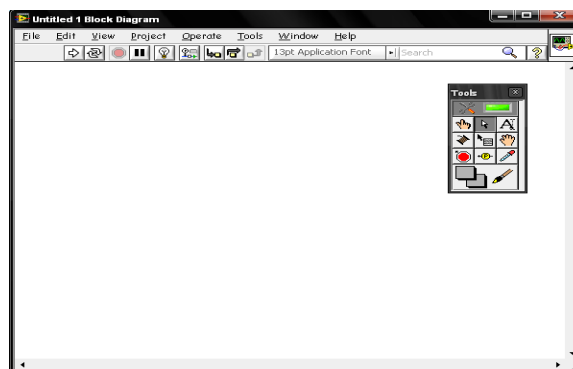 Untitled 1 Block Diagram
File Edit View Project Operate Tools Window Help
13pt Application Font Search
Tools